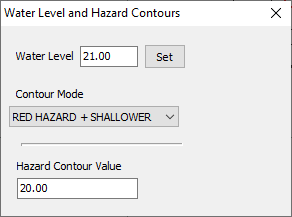 Water Level and Hazard Contours
Water Level 21.00 Set
Contour Mode
RED HAZARD + SHALLOWER
Hazard Contour Value
20.00